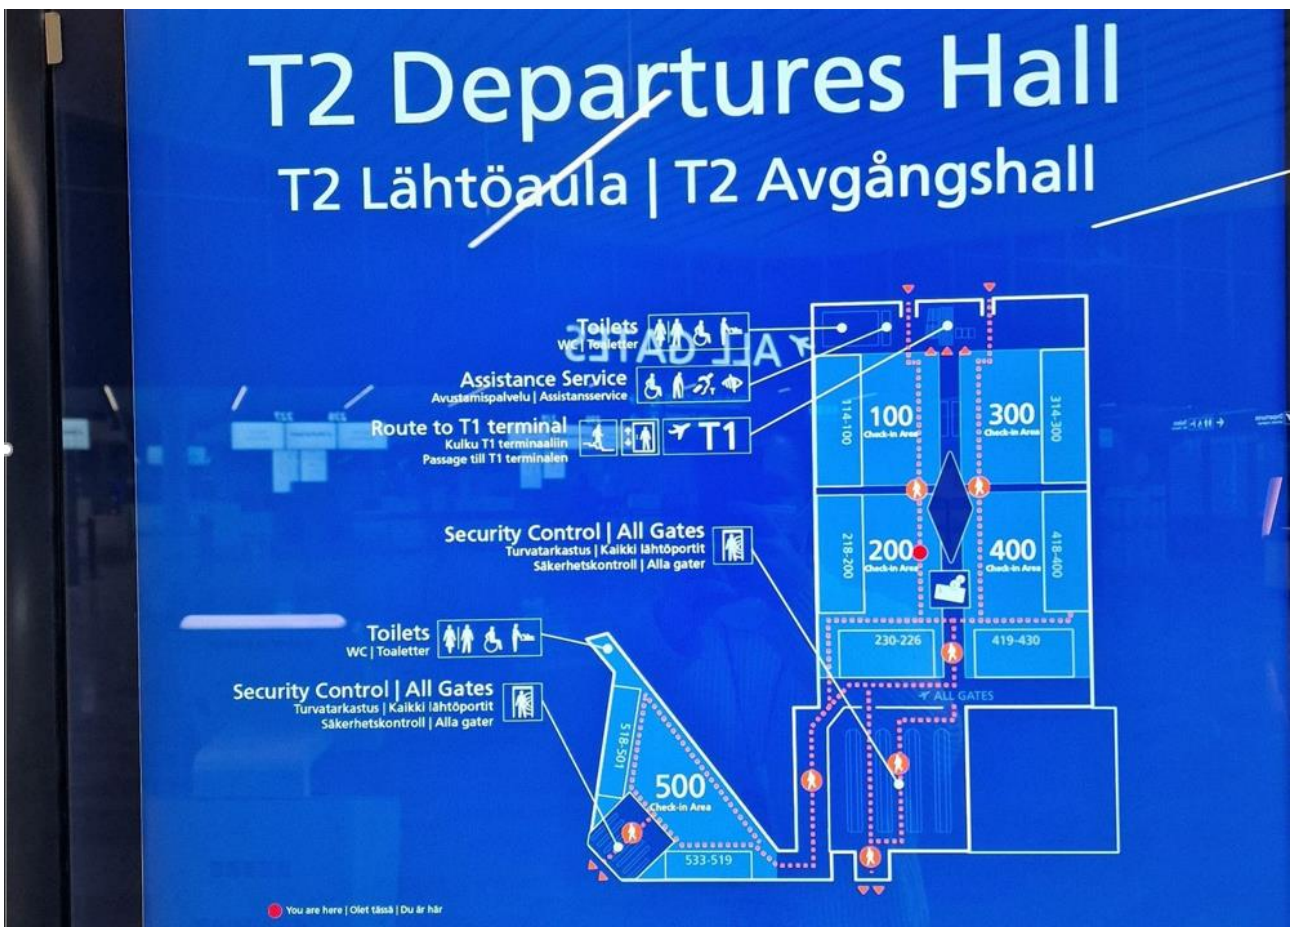 T2 Departures Hall
T2 Lähtöaula | T2 Avgångshall
Toilets
WC | Toaletter
ALL GATES
Assistance Service
Avustamispalvelu | Assistansservice
Route to T1 terminal
Kulku T1 terminaaliin
Passage till T1 terminalen
T1
114-100
100
Check-in Area
300
Check-in Area
314-300
Security Control | All Gates
Turvatarkastus | Kaikki lähtöportit
Säkerhetskontroll | Alla gater
218-200
200
Check-in Area
400
Check-in Area
418-400
230-226
419-430
Toilets
WC | Toaletter
ALL GATES
Security Control | All Gates
Turvatarkastus | Kaikki lähtöportit
Säkerhetskontroll | Alla gater
518-501
500
Check-in Area
533-519
You are here | Olet tässä | Du är här